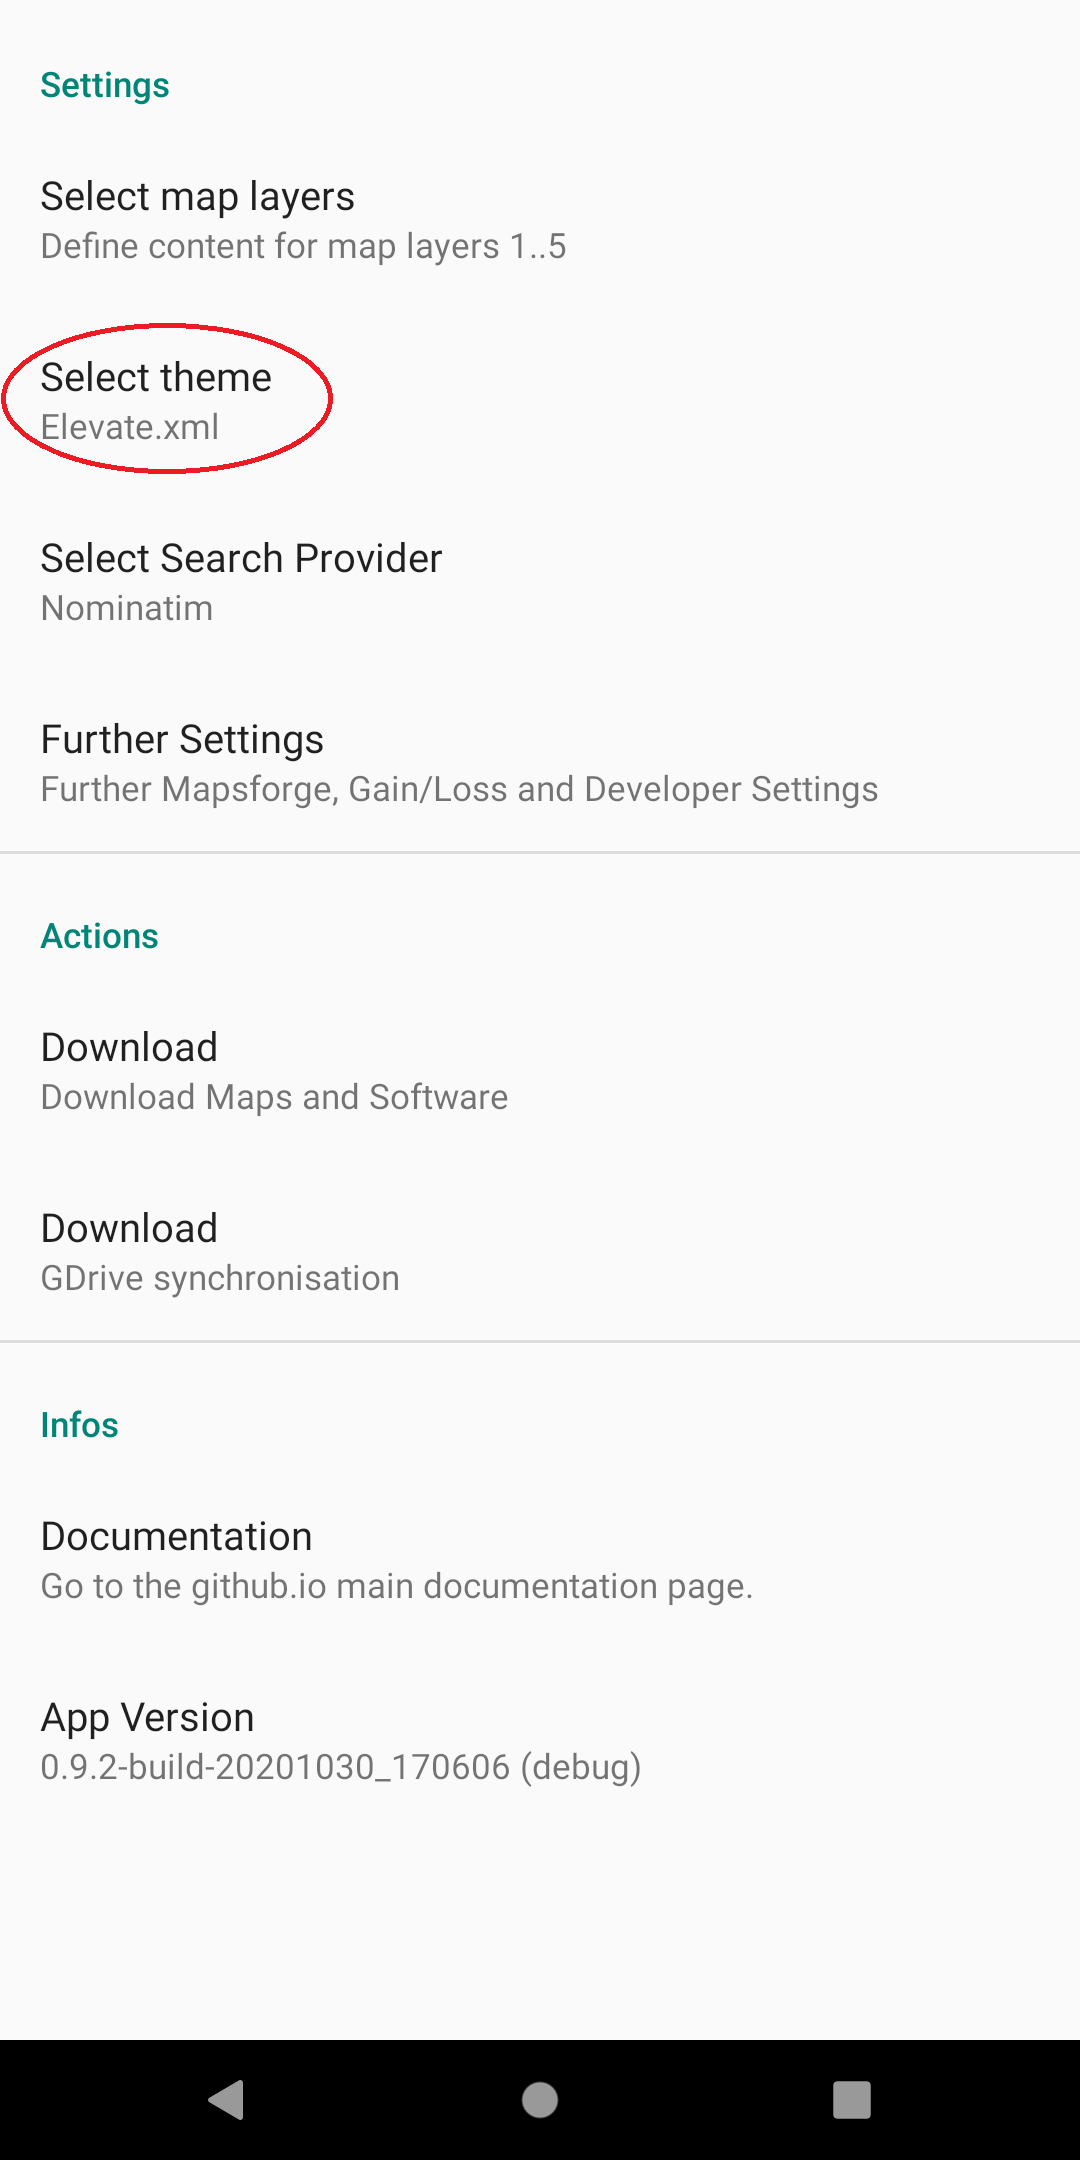 Settings
Select map layers
Define content for map layers 1..5
Select theme
Elevate.xml
Select Search Provider
Nominatim
Further Settings
Further Mapsforge, Gain/Loss and Developer Settings
Actions
Download
Download Maps and Software
Download
GDrive synchronisation
Infos
Documentation
Go to the github.io main documentation page.
App Version
0.9.2-build-20201030_170606 (debug)